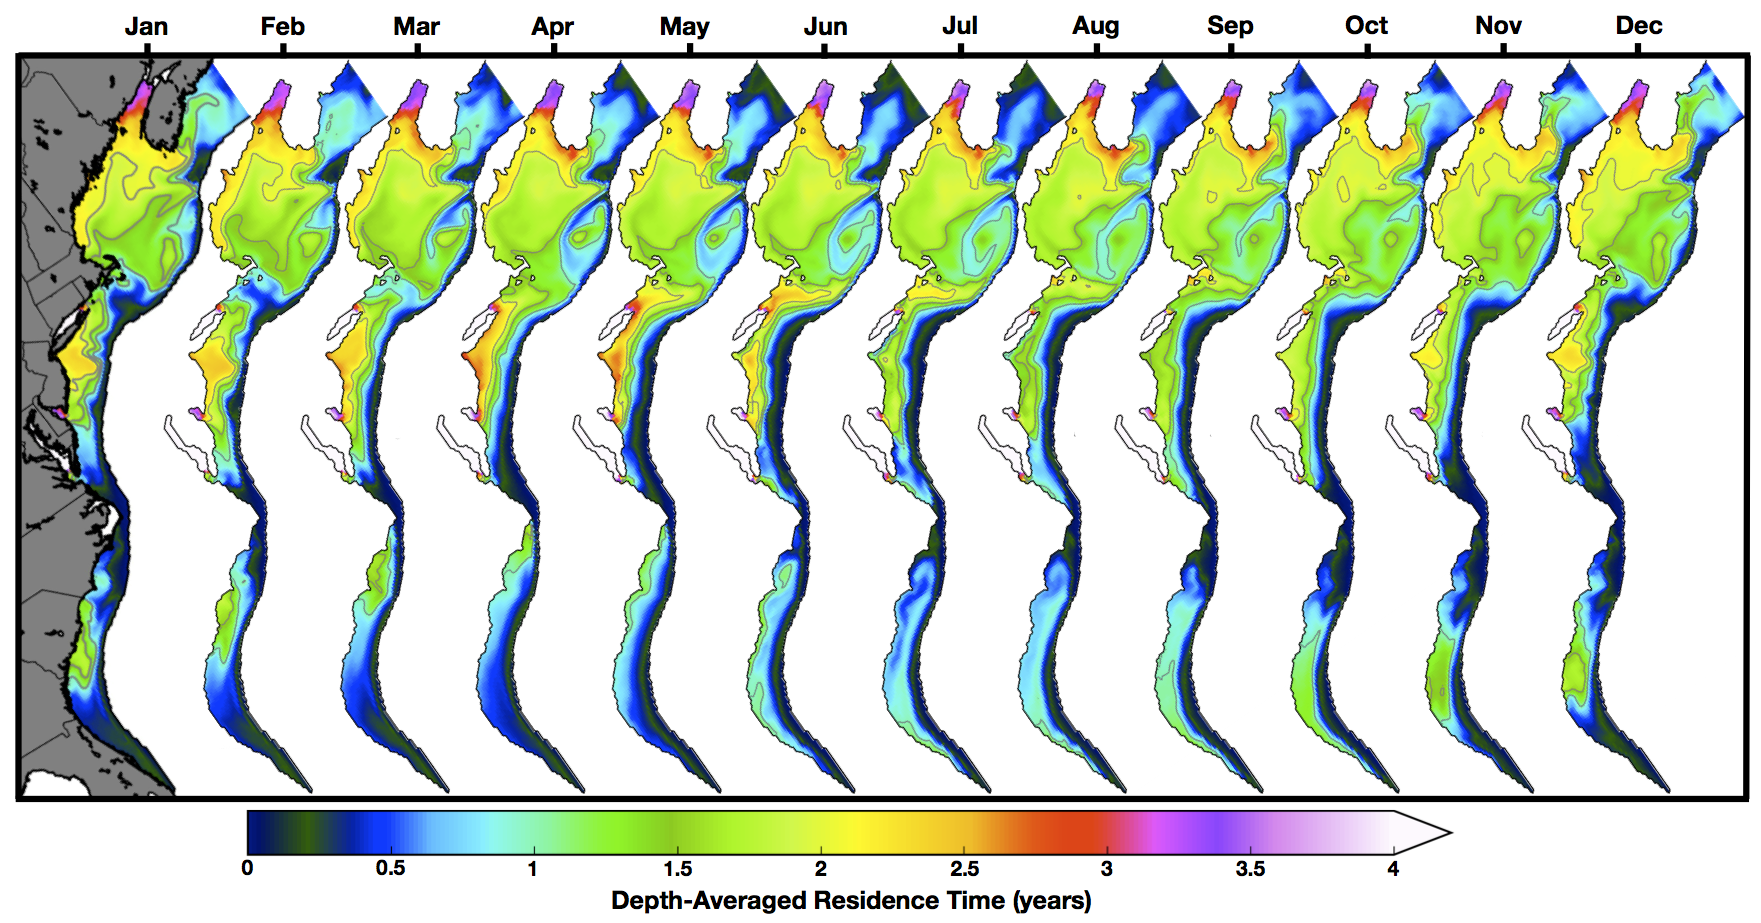 Jan Feb Mar Apr May Jun Jul Aug Sep Oct Nov Dec
0 0.5 1 1.5 2 2.5 3 3.5 4
Depth-Averaged Residence Time (years)